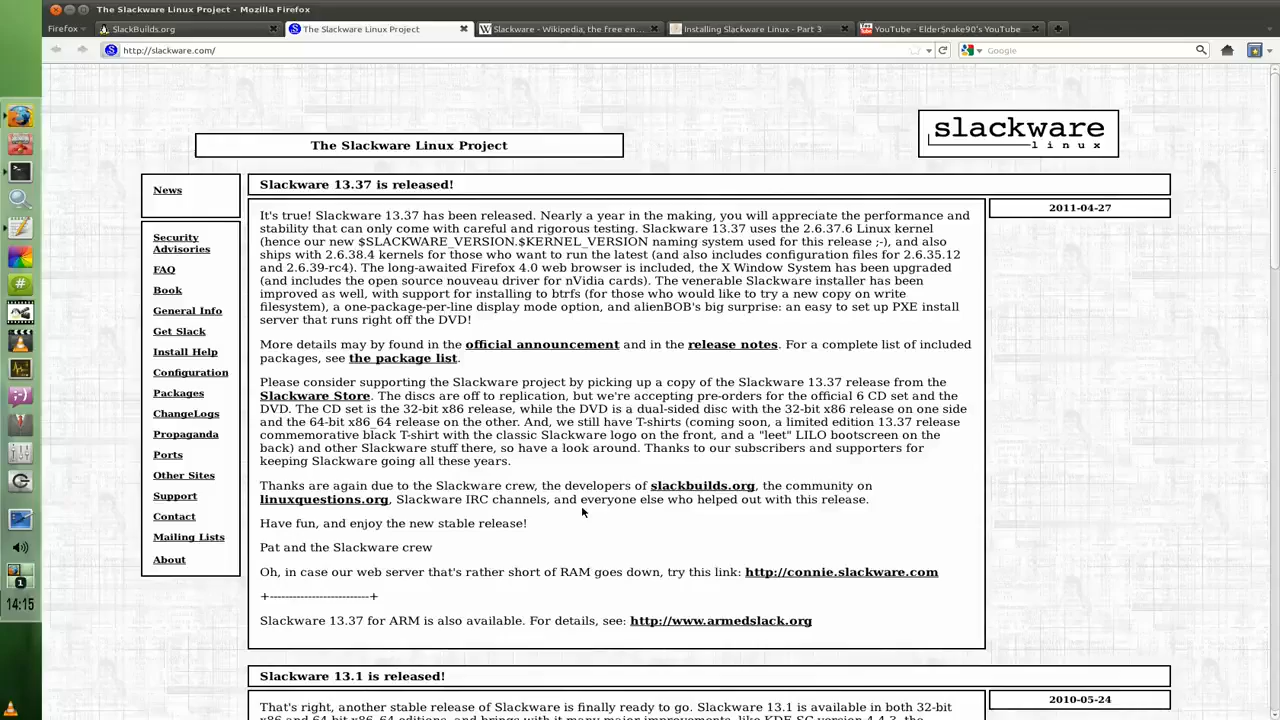 The Slackware Linux Project - Mozilla Firefox
Firefox
SlackBuilds.org
The Slackware Linux Project
Slackware - Wikipedia, the free en...
Installing Slackware Linux - Part 3
YouTube - ElderSnake90's YouTube
http://slackware.com/
Google
slackware
linux
The Slackware Linux Project
News
Security
Advisories
FAQ
Book
General Info
Get Slack
Install Help
Configuration
Packages
ChangeLogs
Propaganda
Ports
Other Sites
Support
Contact
Mailing Lists
About
Slackware 13.37 is released!
2011-04-27
It's true! Slackware 13.37 has been released. Nearly a year in the making, you will appreciate the performance and
stability that can only come with careful and rigorous testing. Slackware 13.37 uses the 2.6.37.6 Linux kernel
(hence our new $SLACKWARE_VERSION.$KERNEL_VERSION naming system used for this release ;-), and also
ships with 2.6.38.4 kernels for those who want to run the latest (and also includes configuration files for 2.6.35.12
and 2.6.39-rc4). The long-awaited Firefox 4.0 web browser is included, the X Window System has been upgraded
(and includes the open source nouveau driver for nVidia cards). The venerable Slackware installer has been
improved as well, with support for installing to btrfs (for those who would like to try a new copy on write
filesystem), a one-package-per-line display mode option, and alienBOB's big surprise: an easy to set up PXE install
server that runs right off the DVD!
More details may by found in the official announcement and in the release notes. For a complete list of included
packages, see the package list.
Please consider supporting the Slackware project by picking up a copy of the Slackware 13.37 release from the
Slackware Store. The discs are off to replication, but we're accepting pre-orders for the official 6 CD set and the
DVD. The CD set is the 32-bit x86 release, while the DVD is a dual-sided disc with the 32-bit x86 release on one side
and the 64-bit x86_64 release on the other. And, we still have T-shirts (coming soon, a limited edition 13.37 release
commemorative black T-shirt with the classic Slackware logo on the front, and a "leet" LILO bootscreen on the
back) and other Slackware stuff there, so have a look around. Thanks to our subscribers and supporters for
keeping Slackware going all these years.
Thanks are again due to the Slackware crew, the developers of slackbuilds.org, the community on
linuxquestions.org, Slackware IRC channels, and everyone else who helped out with this release.
Have fun, and enjoy the new stable release!
Pat and the Slackware crew
Oh, in case our web server that's rather short of RAM goes down, try this link: http://connie.slackware.com
+--------------------------+
Slackware 13.37 for ARM is also available. For details, see: http://www.armedslack.org
Slackware 13.1 is released!
2010-05-24
That's right, another stable release of Slackware is finally ready to go. Slackware 13.1 is available in both 32-bit
x86 and 64-bit x86_64 editions, and brings with it many major improvements, like KDE SC version 4.4.3, the
1
14:15